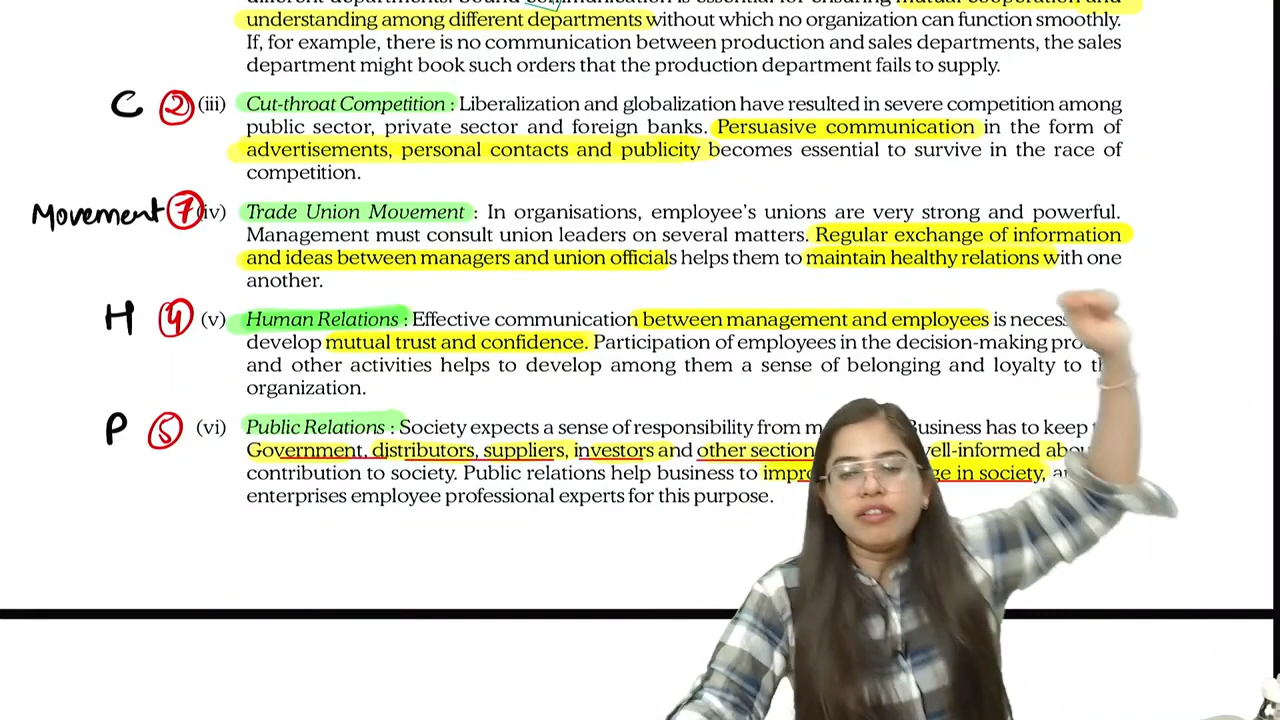 understanding among different departments without which no organization can function smoothly.
If, for example, there is no communication between production and sales departments, the sales
department might book such orders that the production department fails to supply.
C ② (iii) Cut-throat Competition : Liberalization and globalization have resulted in severe competition among
public sector, private sector and foreign banks. Persuasive communication in the form of
advertisements, personal contacts and publicity becomes essential to survive in the race of
competition.
Movement ⑦ iv) Trade Union Movement : In organisations, employee's unions are very strong and powerful.
Management must consult union leaders on several matters. Regular exchange of information
and ideas between managers and union officials helps them to maintain healthy relations with one
another.
H ④ (v) Human Relations : Effective communication between management and employees is
develop mutual trust and confidence. Participation of employees in the decision-making
and other activities helps to develop among them a sense of belonging and loyalty to
organization.
P ⑤ (vi) Public Relations : Society expects a sense of responsibility from Business has to keep
Government, distributors, suppliers, investors and other well-informed
contribution to society. Public relations help business to in society,
enterprises employee professional experts for this purpose.